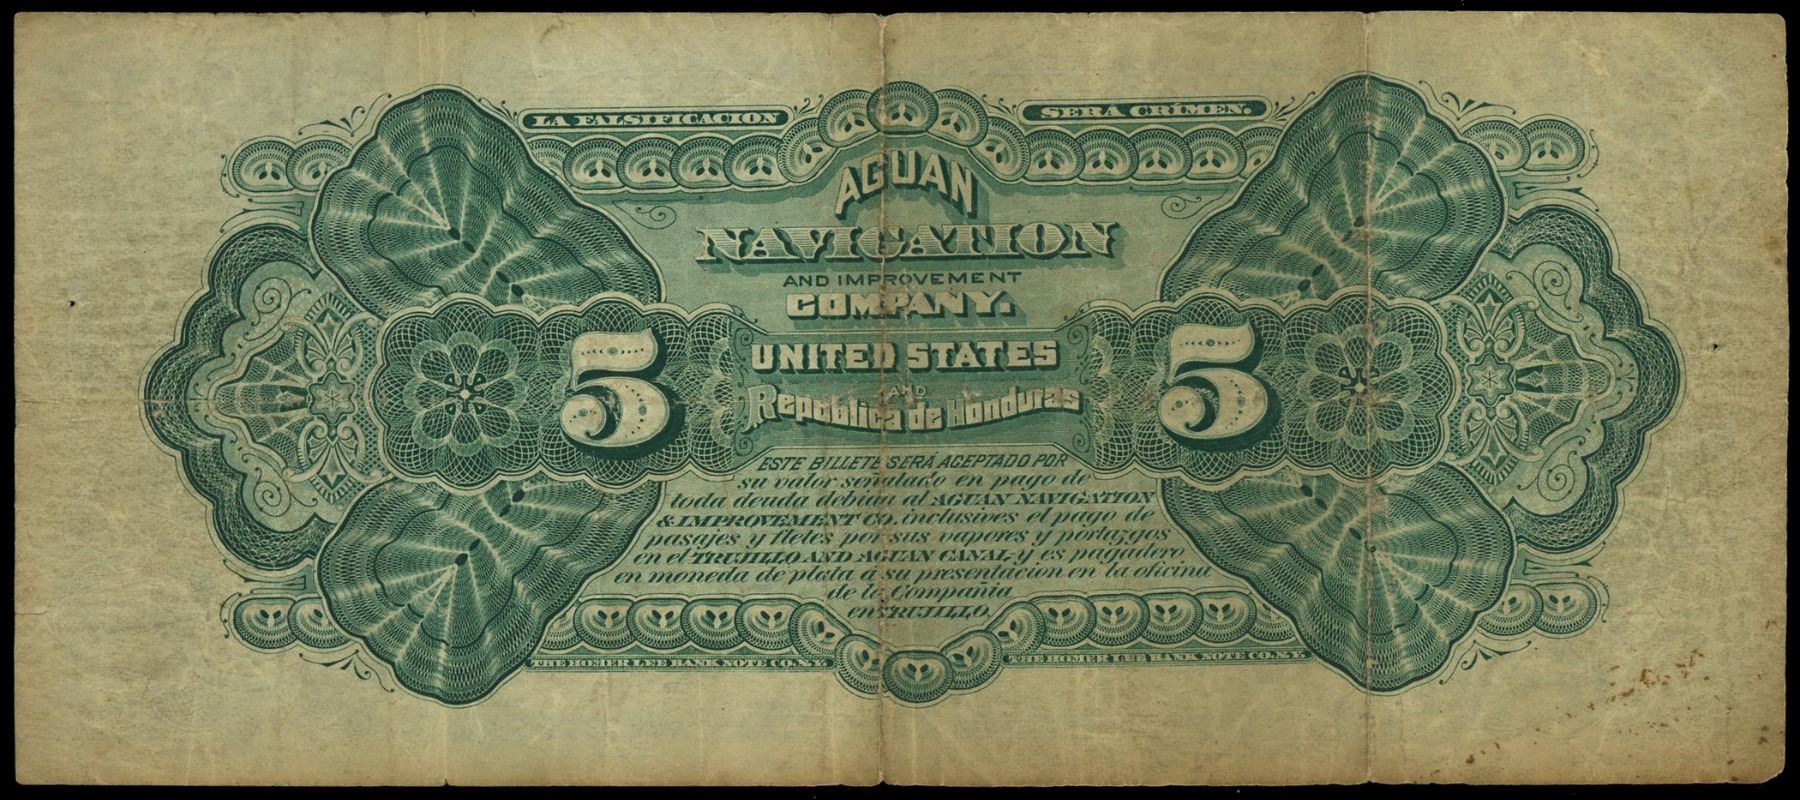 LA FALSIFICACION
SERA CRÍMEN.
AGUAN
NAVIGATION
AND IMPROVEMENT
COMPANY.
UNITED STATES
AND
República de Honduras
5
5
ESTE BILLETE SERÁ ACEPTADO POR
su valor señalado en pago de
toda deuda debida al AGUAN NAVIGATION
& IMPROVEMENT CO. inclusives el pago de
pasajes y fletes por sus vapores y portazgos
en el TRUJILLO AND AGUAN CANAL y es pagadero
en moneda de plata á su presentacion en la oficina
de la Compañia
en TRUJILLO.
THE HOMER LEE BANK NOTE CO. N.Y.
THE HOMER LEE BANK NOTE CO. N.Y.